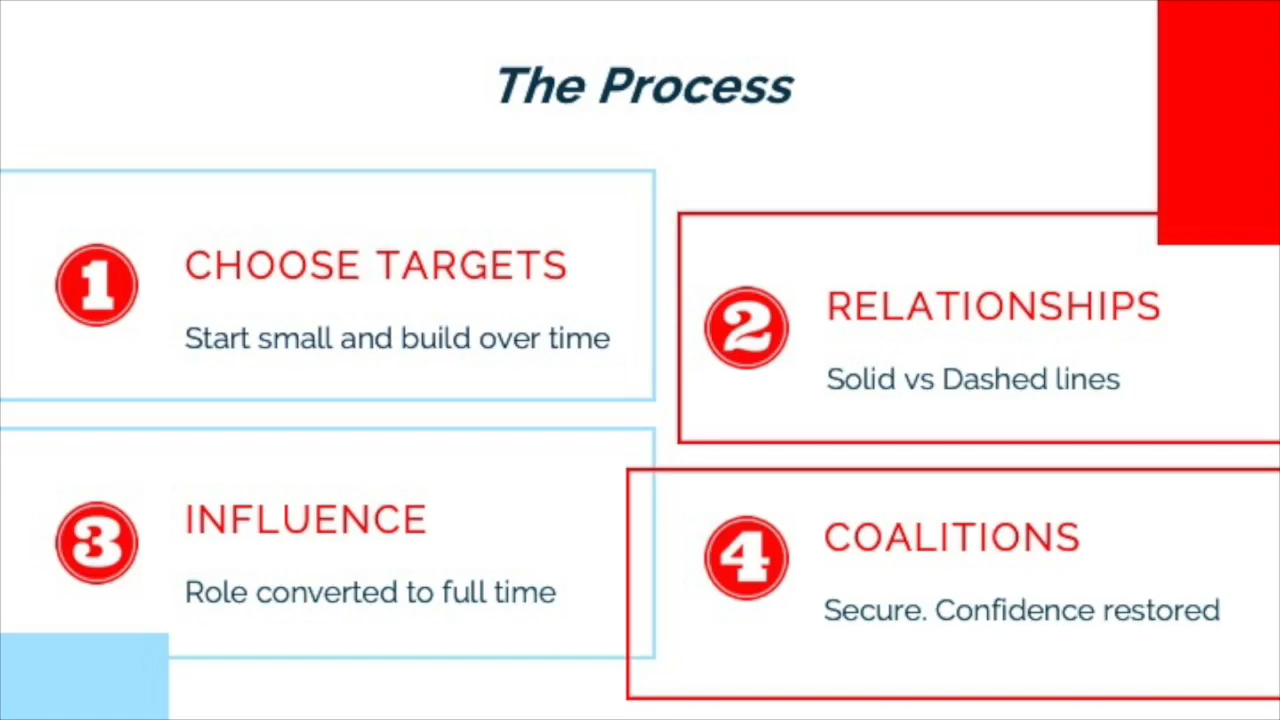 The Process
1
CHOOSE TARGETS
Start small and build over time
2
RELATIONSHIPS
Solid vs Dashed lines
3
INFLUENCE
Role converted to full time
4
COALITIONS
Secure. Confidence restored